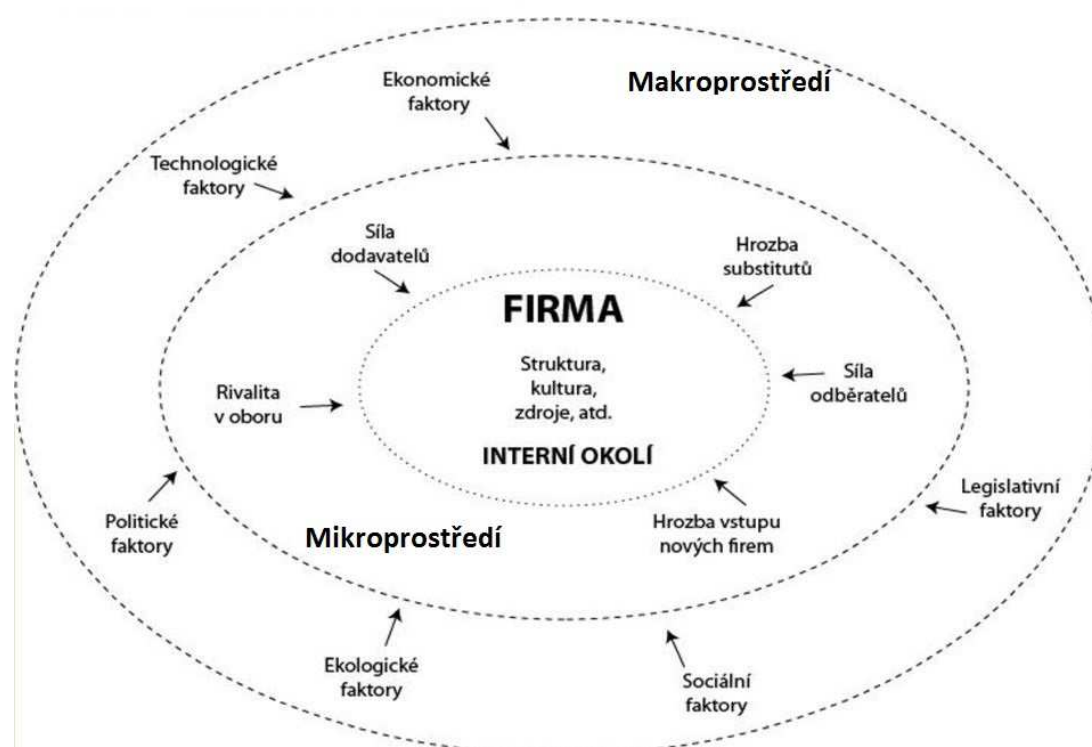 Makroprostředí
Ekonomické
faktory
Technologické
faktory
Síla
dodavatelů
Hrozba
substitutů
FIRMA
Struktura,
kultura,
zdroje, atd.
INTERNÍ OKOLÍ
Rivalita
v oboru
Síla
odběratelů
Legislativní
faktory
Politické
faktory
Mikroprostředí
Hrozba vstupu
nových firem
Ekologické
faktory
Sociální
faktory